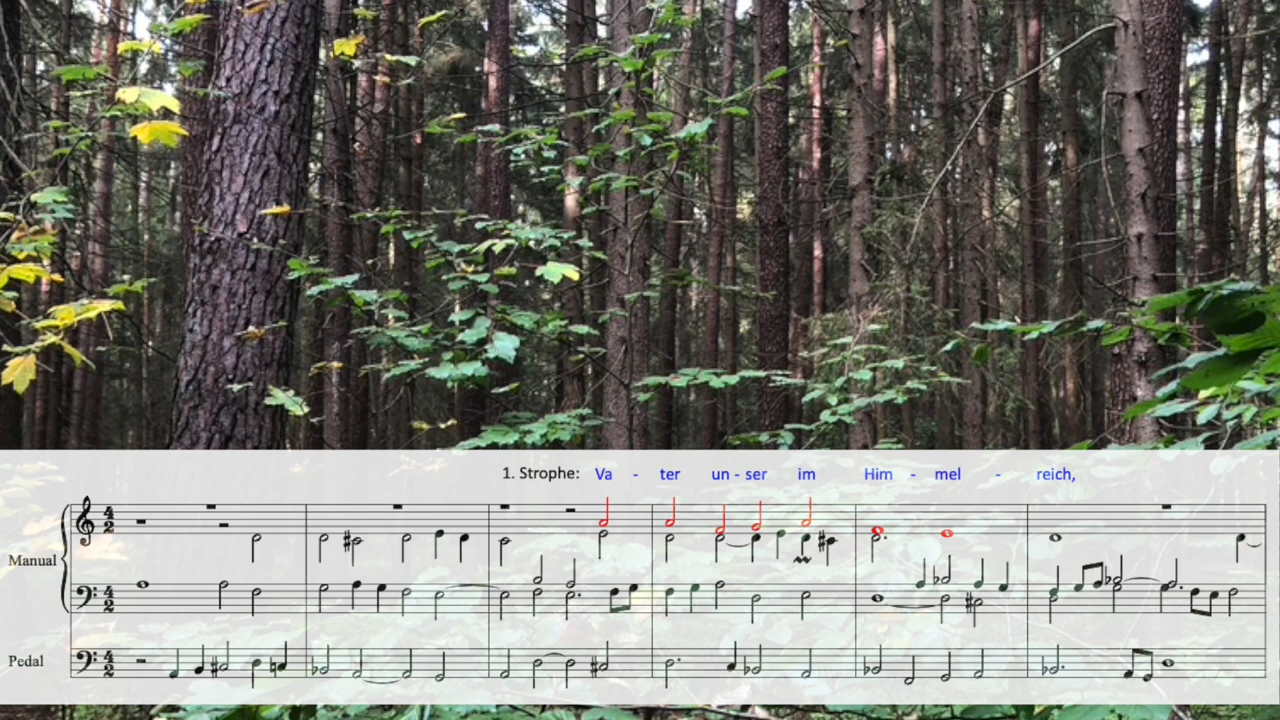 1. Strophe: Va - ter un - ser im Him - mel - reich,
Manual
Pedal